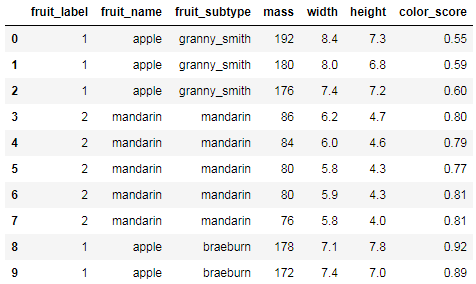 fruit_label fruit_name fruit_subtype mass width height color_score
0 1 apple granny_smith 192 8.4 7.3 0.55
1 1 apple granny_smith 180 8.0 6.8 0.59
2 1 apple granny_smith 176 7.4 7.2 0.60
3 2 mandarin mandarin 86 6.2 4.7 0.80
4 2 mandarin mandarin 84 6.0 4.6 0.79
5 2 mandarin mandarin 80 5.8 4.3 0.77
6 2 mandarin mandarin 80 5.9 4.3 0.81
7 2 mandarin mandarin 76 5.8 4.0 0.81
8 1 apple braeburn 178 7.1 7.8 0.92
9 1 apple braeburn 172 7.4 7.0 0.89